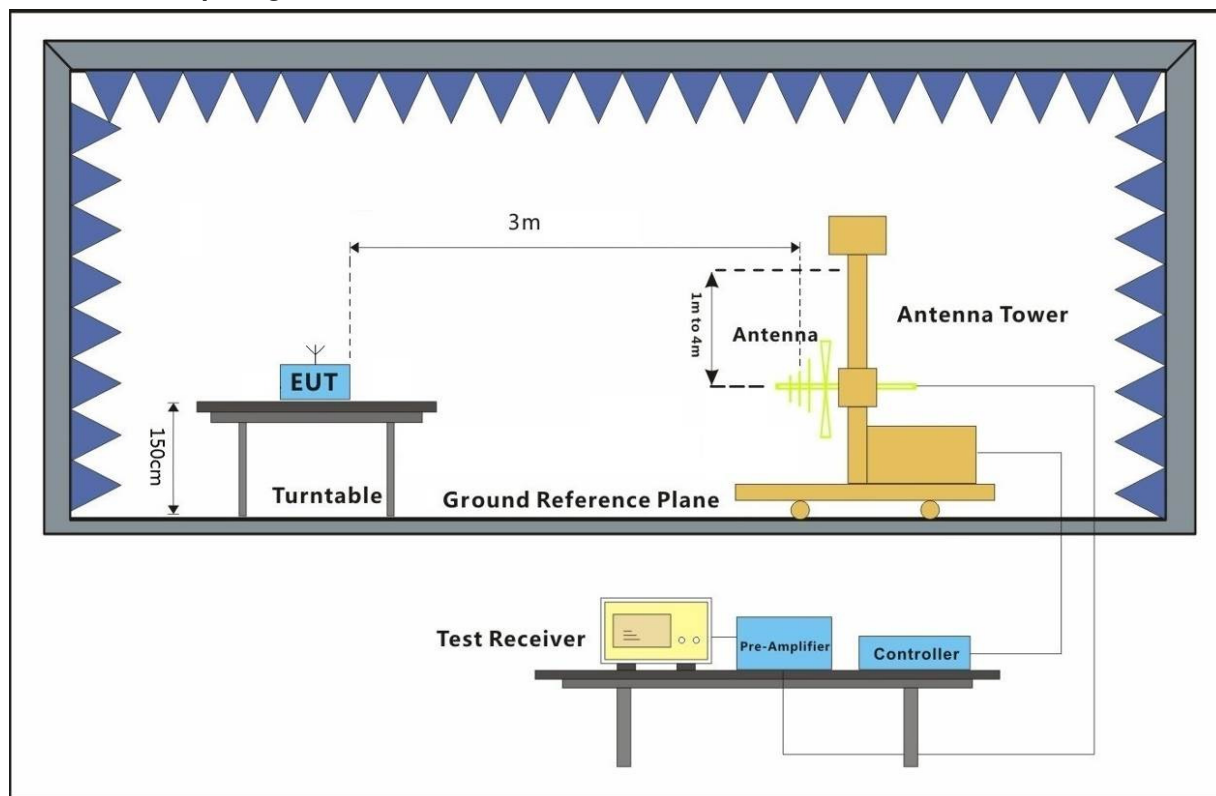 3m
1m to 4m
Antenna
Antenna Tower
EUT
150cm
Turntable
Ground Reference Plane
Test Receiver
Pre-Amplifier
Controller